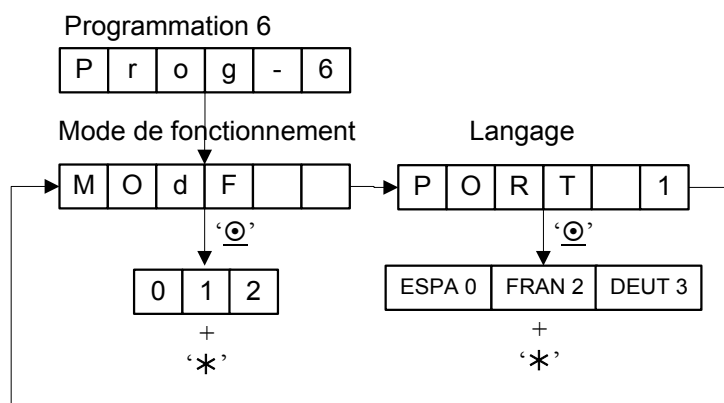 Programmation 6
P r o g - 6
Mode de fonctionnement Langage
M O d F P O R T 1
‘⊙’ ‘⊙’
0 1 2 ESPA 0 FRAN 2 DEUT 3
+ +
‘*’ ‘*’